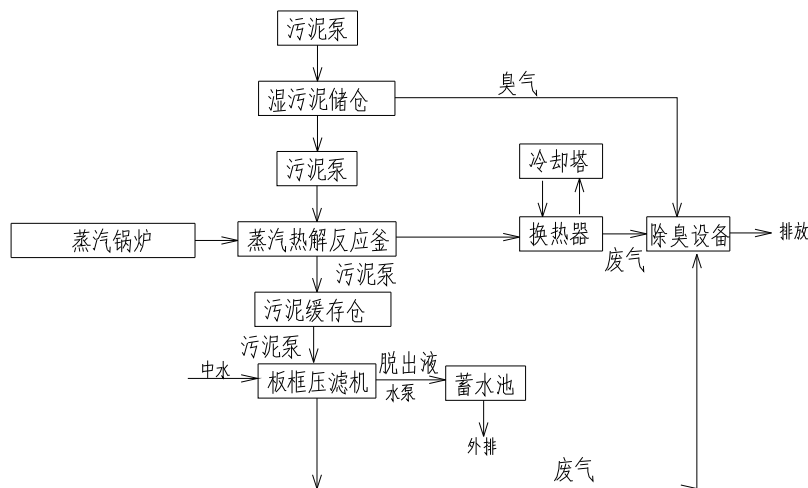 污泥泵
湿污泥储仓
臭气
污泥泵
冷却塔
蒸汽锅炉
蒸汽热解反应釜
换热器
废气
除臭设备
排放
污泥泵
污泥缓存仓
污泥泵
中水
板框压滤机
脱出液
水泵
蓄水池
外排
废气